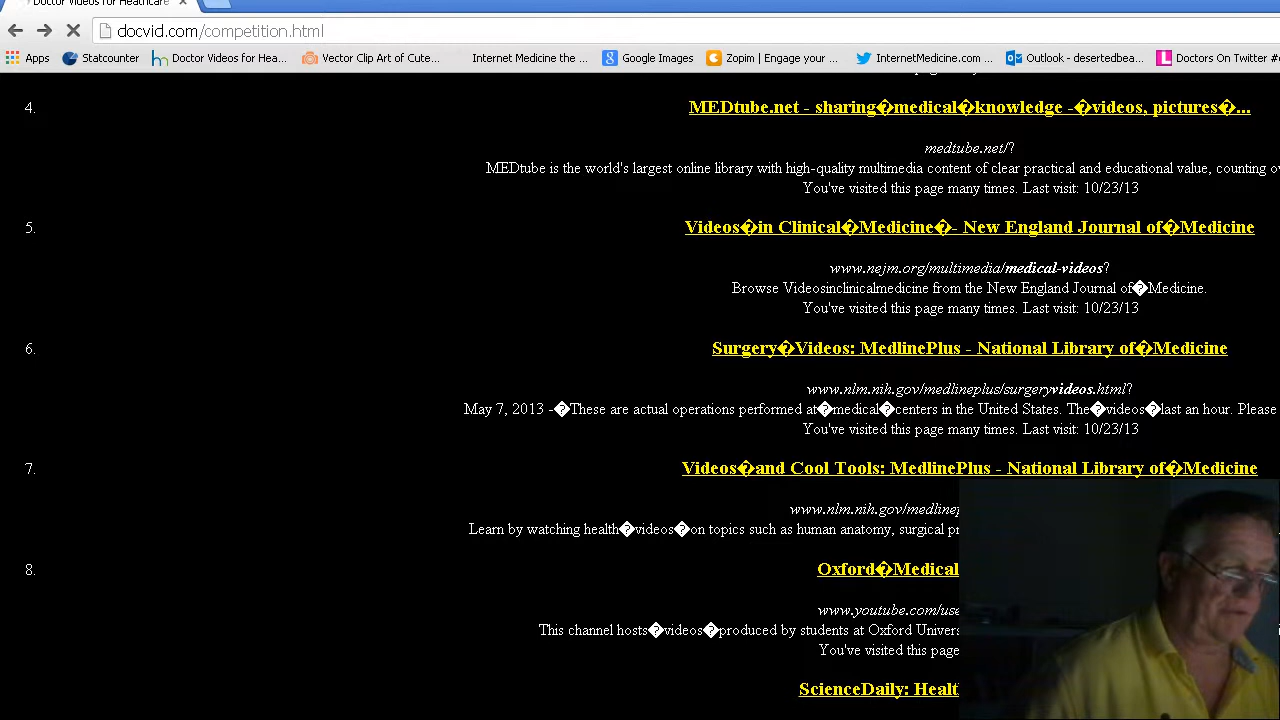 Doctor Videos for Heathcare
docvid.com/competition.html
Apps Statcounter Doctor Videos for Hea... Vector Clip Art of Cute... Internet Medicine the ... Google Images Zopim | Engage your ... InternetMedicine.com ... Outlook - desertedbea... Doctors On Twitter #
4. MEDtube.net - sharing�medical�knowledge -�videos, pictures�...
medtube.net/?
MEDtube is the world's largest online library with high-quality multimedia content of clear practical and educational value, counting
You've visited this page many times. Last visit: 10/23/13
5. Videos�in Clinical�Medicine�- New England Journal of�Medicine
www.nejm.org/multimedia/medical-videos?
Browse Videosinclinicalmedicine from the New England Journal of�Medicine.
You've visited this page many times. Last visit: 10/23/13
6. Surgery�Videos: MedlinePlus - National Library of�Medicine
www.nlm.nih.gov/medlineplus/surgeryvideos.html?
May 7, 2013 -�These are actual operations performed at�medical�centers in the United States. The�videos�last an hour. Please
You've visited this page many times. Last visit: 10/23/13
7. Videos�and Cool Tools: MedlinePlus - National Library of�Medicine
www.nlm.nih.gov/medline
Learn by watching health�videos�on topics such as human anatomy, surgical
8. Oxford�Medical
www.youtube.com/use
This channel hosts�videos�produced by students at Oxford Univers
You've visited this page
ScienceDaily: Healt